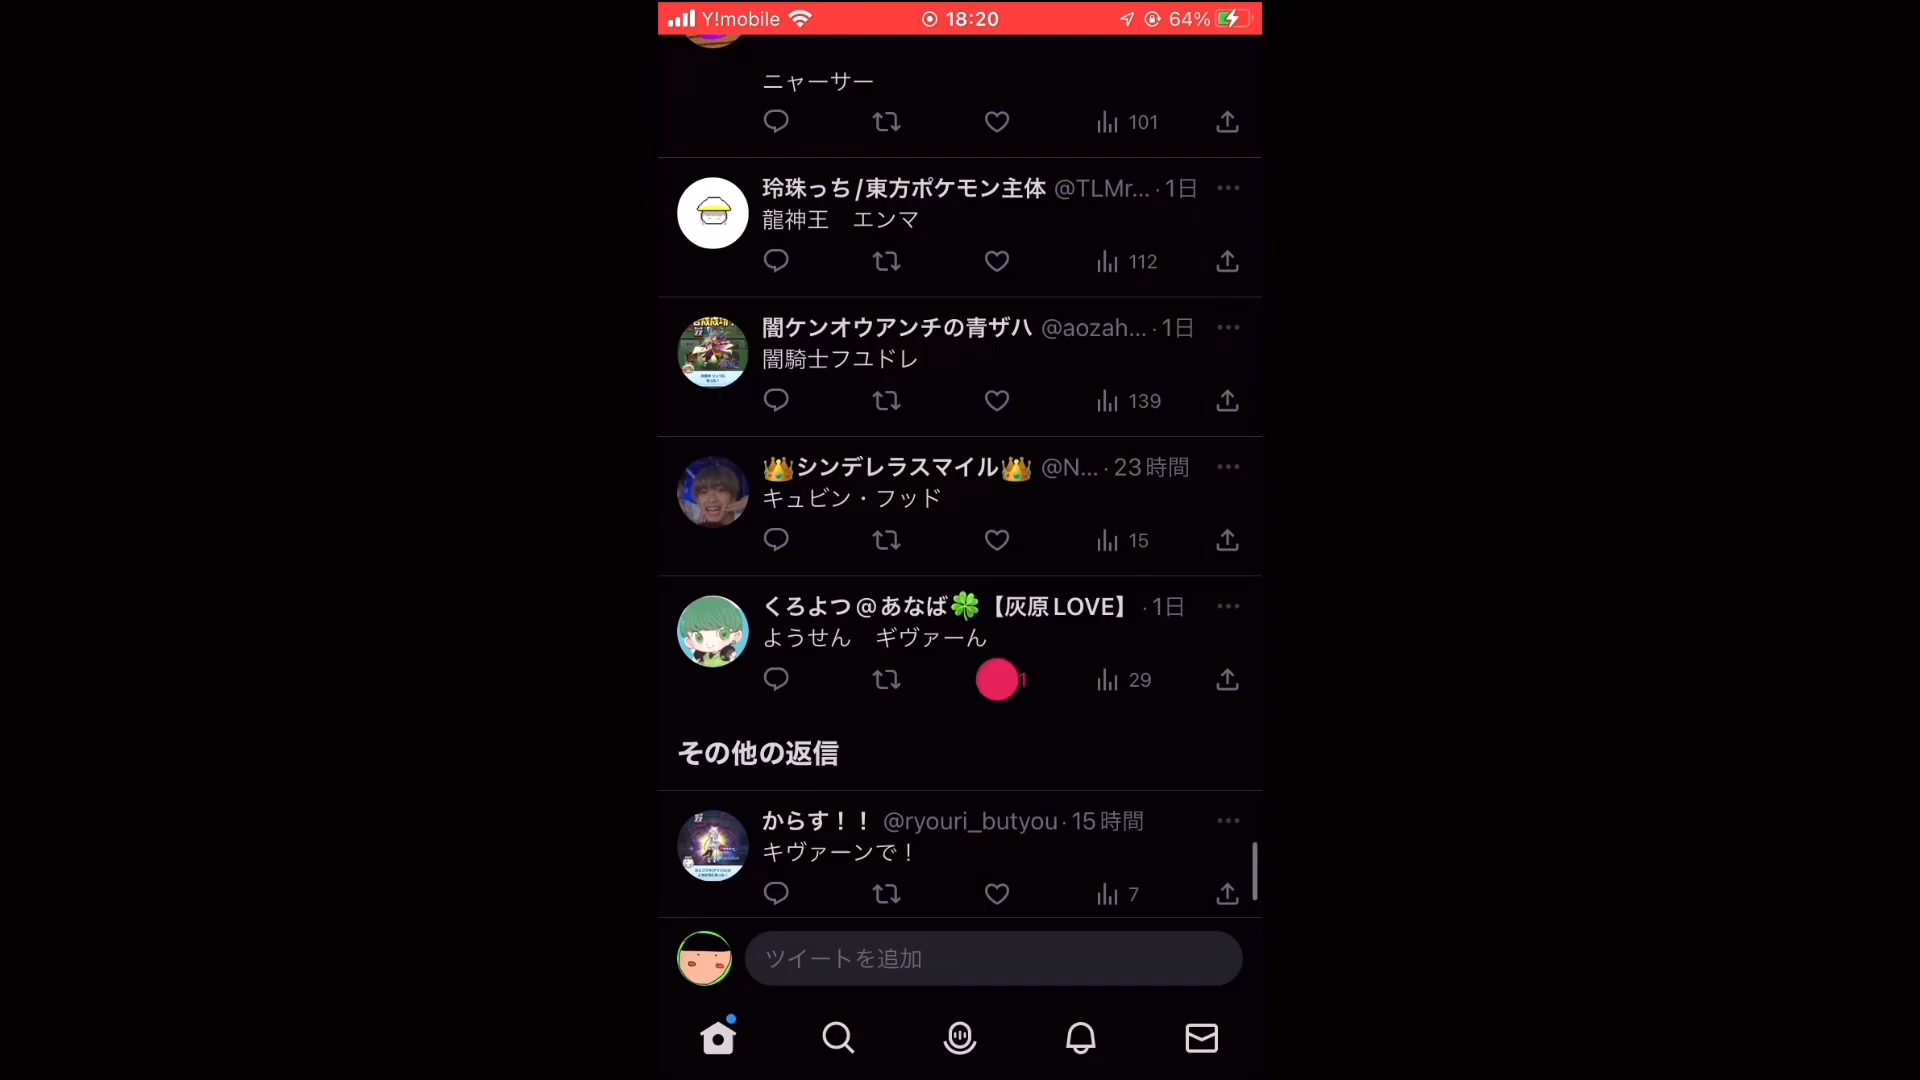 Y!mobile 18:20 64%
ニャーサー
101
玲珠っち/東方ポケモン主体 @TLMr... · 1日
龍神王　エンマ
112
闇ケンオウアンチの青ザハ @aozah... · 1日
闇騎士フユドレ
139
👑シンデレラスマイル👑 @N... · 23時間
キュビン・フッド
15
くろよつ@あなば🍀【灰原LOVE】 · 1日
ようせん　ギヴァーん
1 29
その他の返信
からす！！ @ryouri_butyou · 15時間
キヴァーンで！
7
ツイートを追加